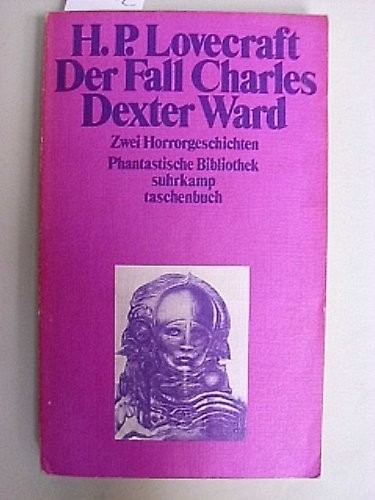 H. P. Lovecraft
Der Fall Charles
Dexter Ward
Zwei Horrorgeschichten
Phantastische Bibliothek
suhrkamp
taschenbuch